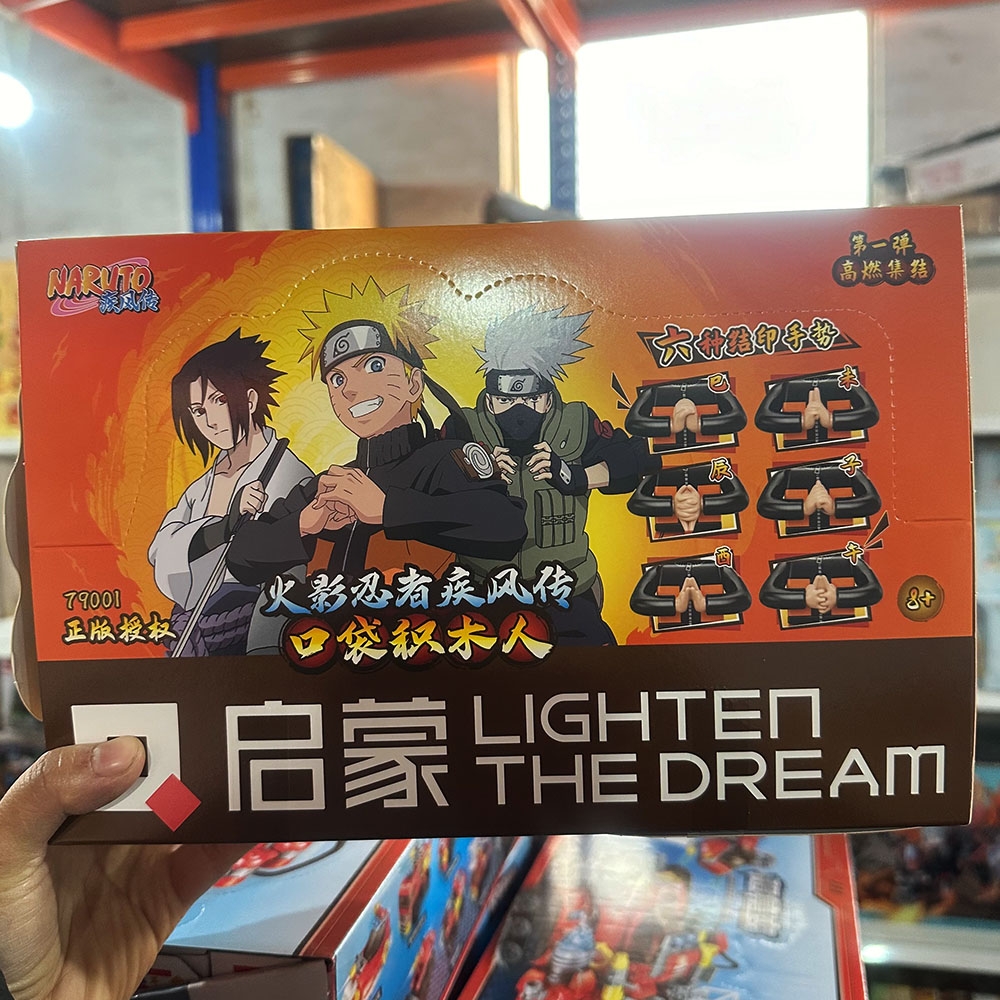 NARUTO
疾风传
第一弹
高燃集结
六种结印手势
巳
未
辰
子
酉
午
79001
正版授权
火影忍者疾风传
口袋积木人
8+
启蒙
LIGHTEN
THE DREAM